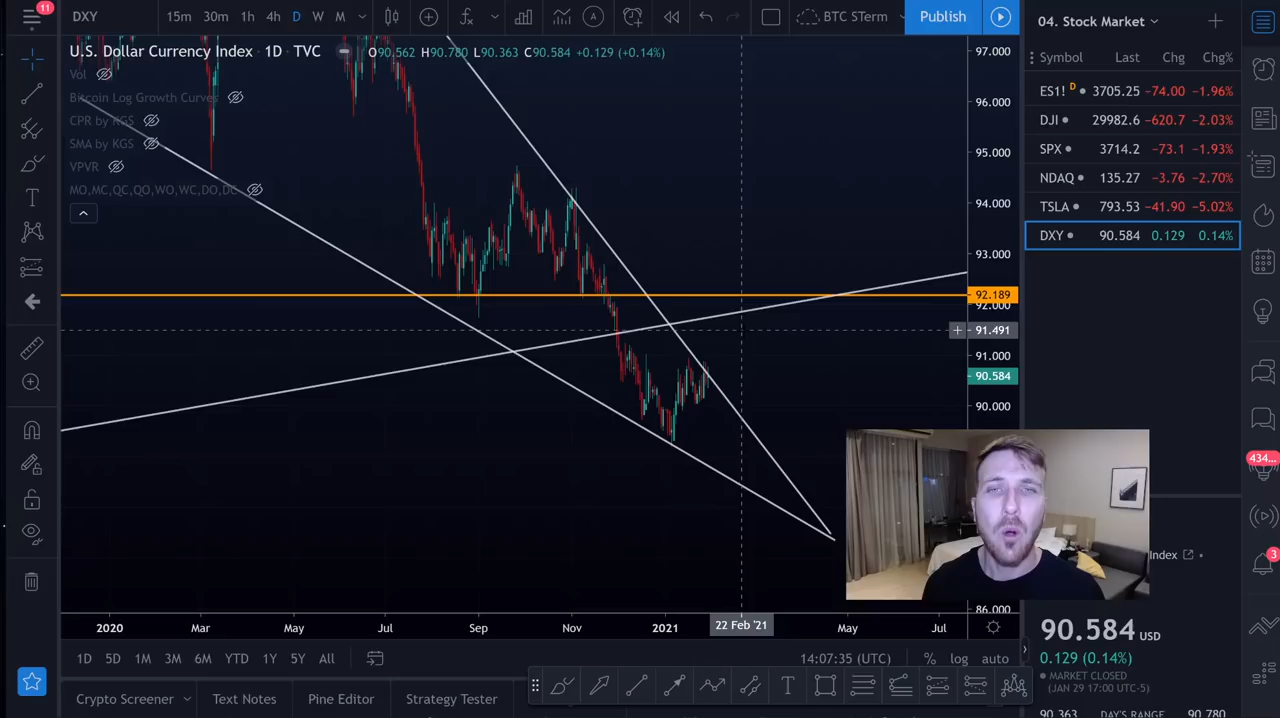 11
DXY
15m 30m 1h 4h D W M
BTC STerm
Publish
04. Stock Market
U.S. Dollar Currency Index · 1D · TVC
O90.562 H90.780 L90.363 C90.584 +0.129 (+0.14%)
Vol
Bitcoin Log Growth Curves
CPR by KGS
SMA by KGS
VPVR
MO,MC,QC,QO,WO,WC,DO,DC
Symbol Last Chg Chg%
ES1! D 3705.25 −74.00 −1.96%
DJI 29982.6 −620.7 −2.03%
SPX 3714.2 −73.1 −1.93%
NDAQ 135.27 −3.76 −2.70%
TSLA 793.53 −41.90 −5.02%
DXY 90.584 0.129 0.14%
97.000
96.000
95.000
94.000
93.000
92.189
92.000
91.491
91.000
90.584
90.000
86.000
434...
3
Index
2020 Mar May Jul Sep Nov 2021 22 Feb '21 May Jul
90.584 USD
0.129 (0.14%)
MARKET CLOSED
(JAN 29 17:00 UTC-5)
90.363 DAY'S RANGE 90.780
1D 5D 1M 3M 6M YTD 1Y 5Y All
14:07:35 (UTC) % log auto
Crypto Screener Text Notes Pine Editor Strategy Tester